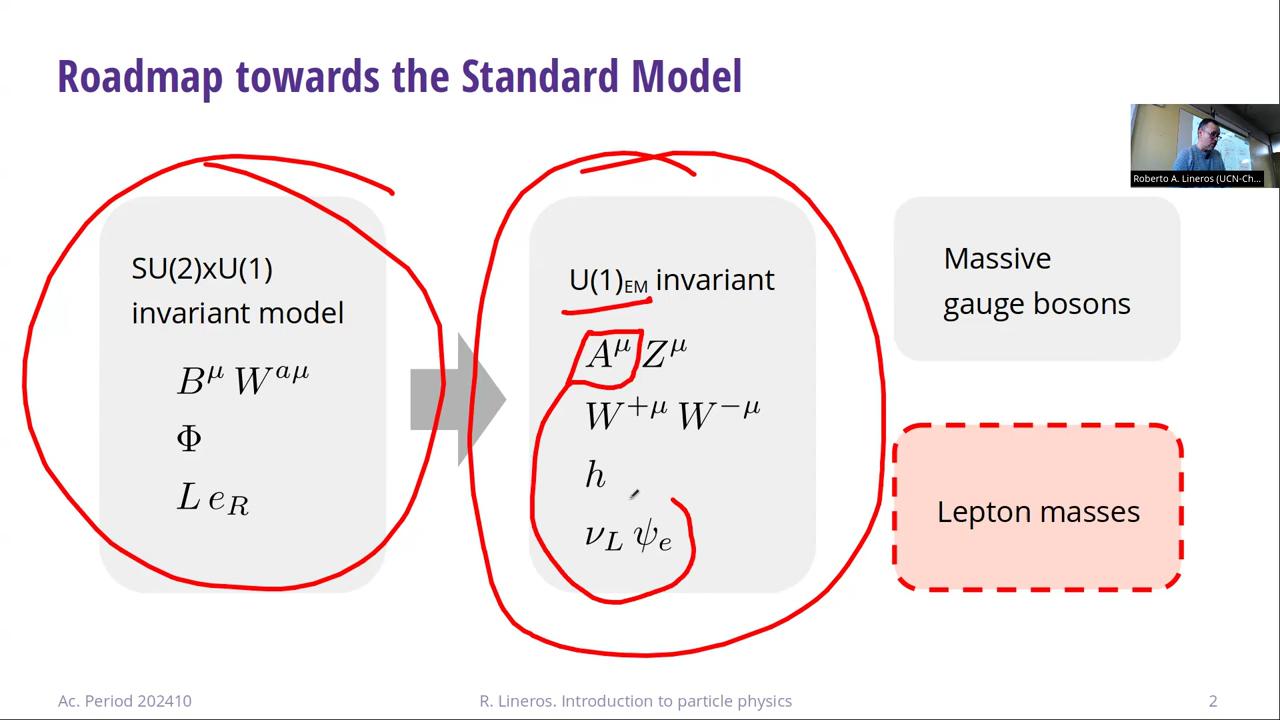 Roadmap towards the Standard Model
Roberto A. Lineros (UCN-Ch...
SU(2)xU(1)
invariant model
B^μ W^{aμ}
Φ
L e_R
U(1)_{EM} invariant
A^μ Z^μ
W^{+μ} W^{-μ}
h
ν_L ψ_e
Massive
gauge bosons
Lepton masses
Ac. Period 202410
R. Lineros. Introduction to particle physics
2